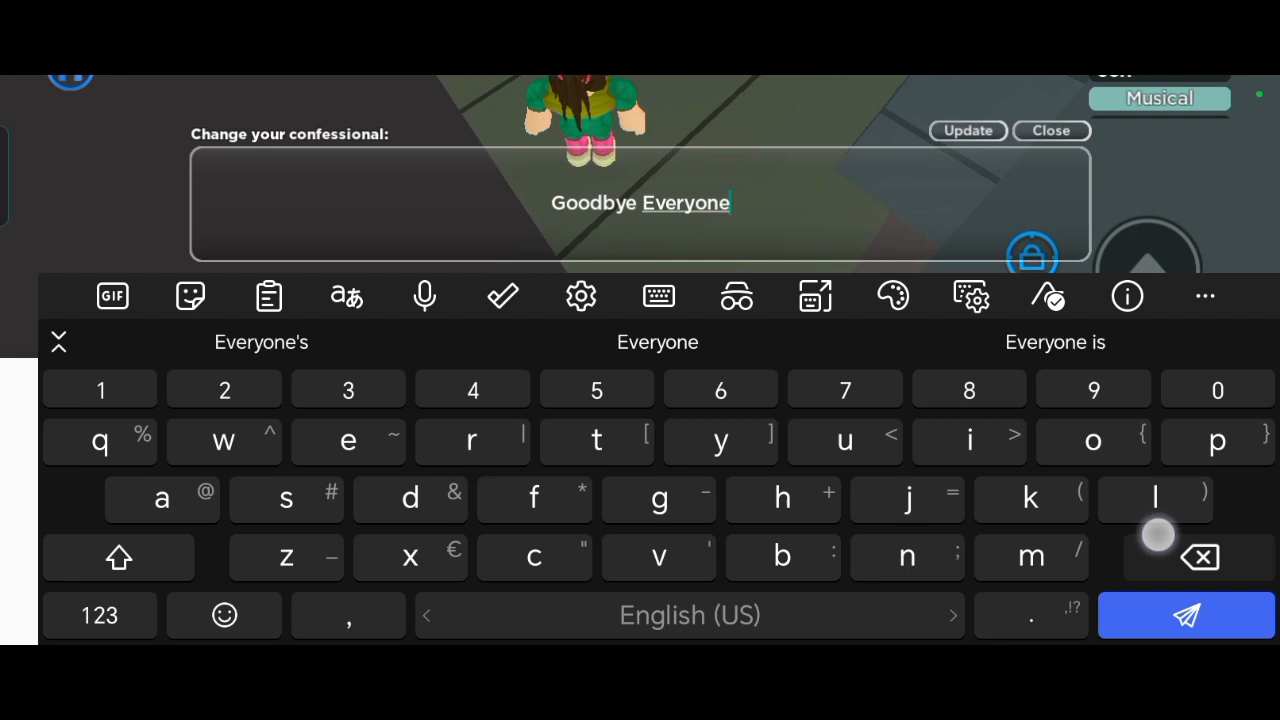 Musical
Change your confessional:
Update Close
Goodbye Everyone
GIF
Everyone's Everyone Everyone is
1 2 3 4 5 6 7 8 9 0
q % w ^ e ~ r | t [ y ] u < i > o { p }
a @ s # d & f * g - h + j = k ( l )
z _ x € c " v ' b : n ; m /
123 , < English (US) > . ,!?